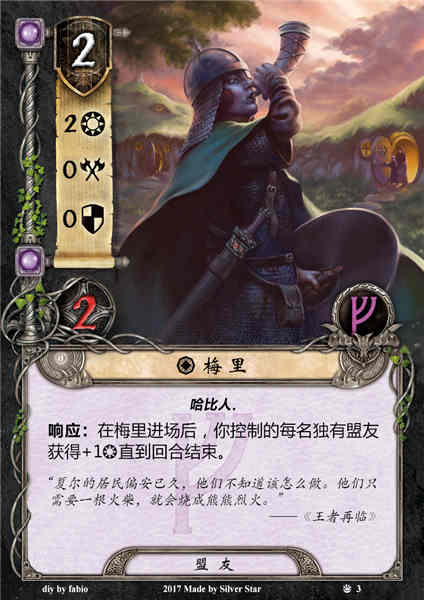 2
2
0
0
2
梅里
哈比人.
响应：在梅里进场后，你控制的每名独有盟友
获得+1 直到回合结束。
“夏尔的居民偏安已久，他们不知道该怎么做。他们只
需要一根火柴，就会烧成熊熊烈火。”
——《王者再临》
盟友
diy by fabio 2017 Made by Silver Star 3